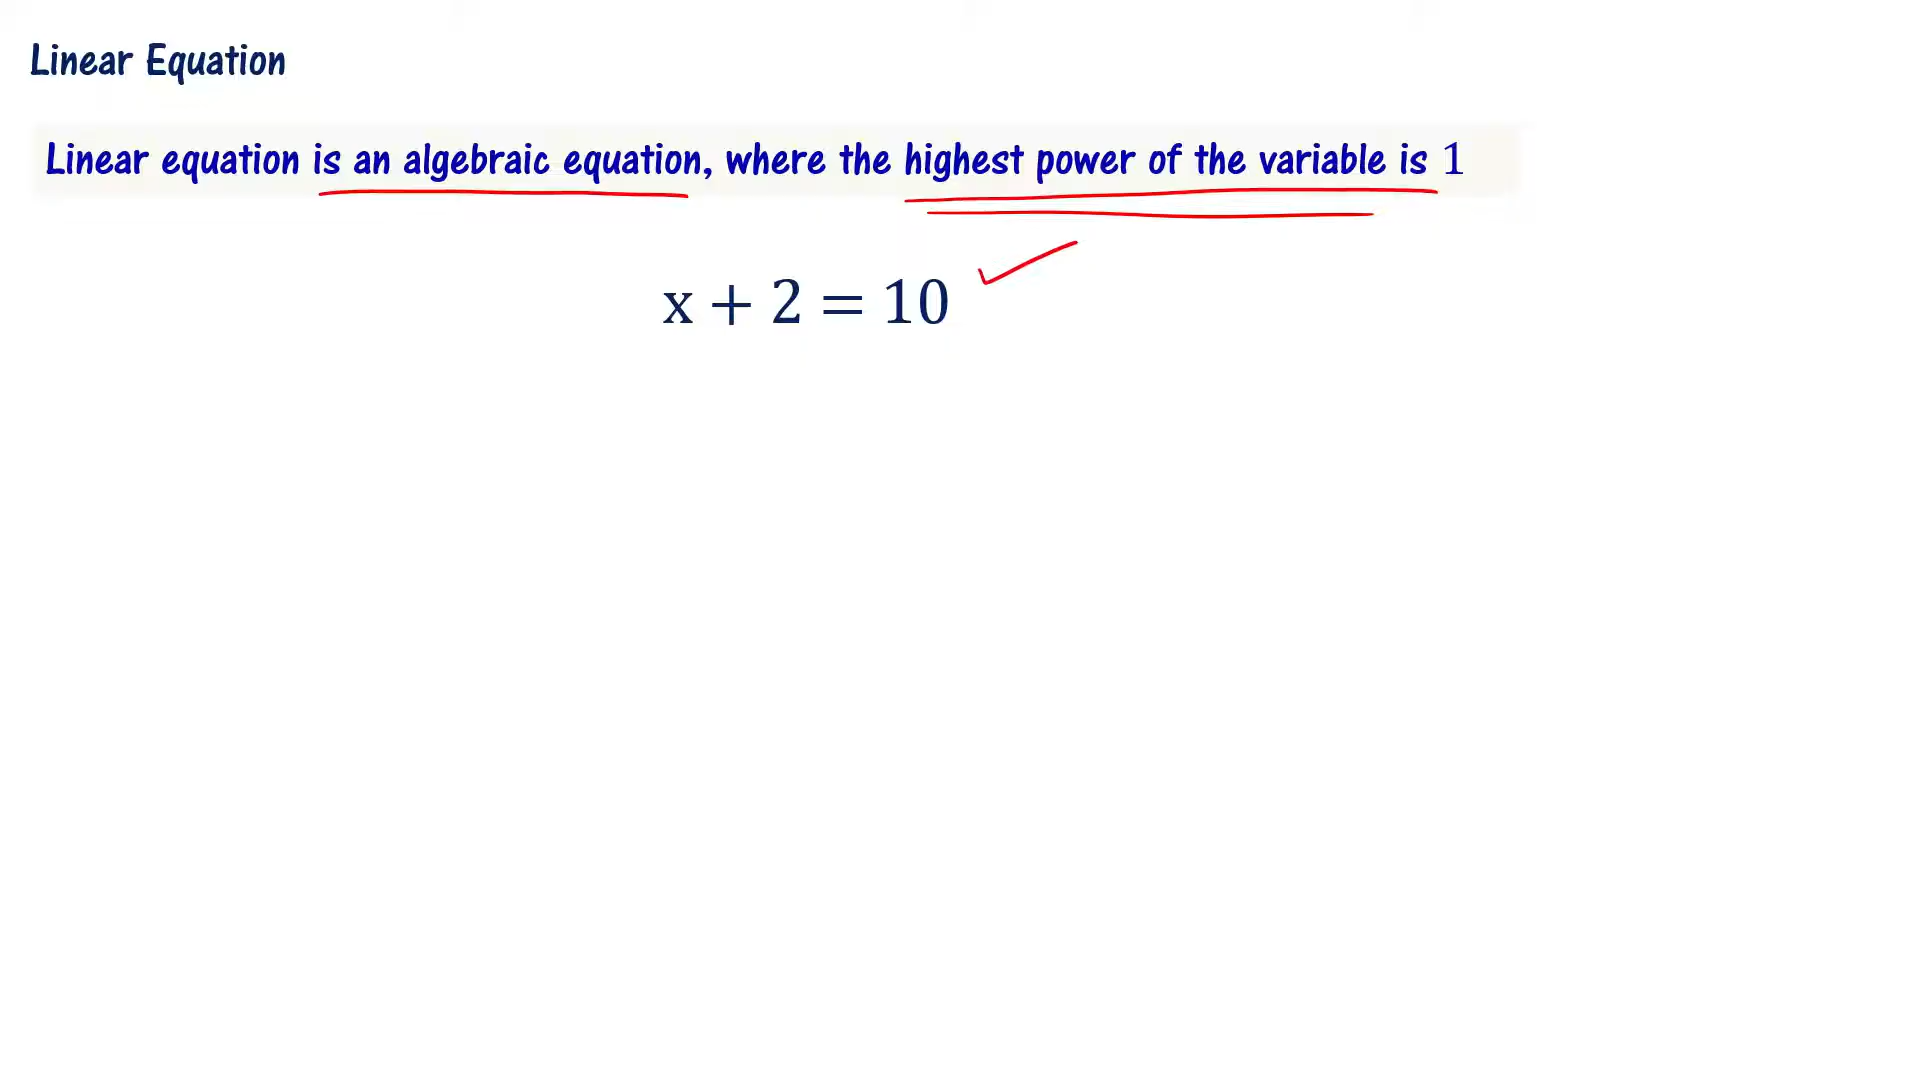 Linear Equation
Linear equation is an algebraic equation, where the highest power of the variable is 1
x + 2 = 10